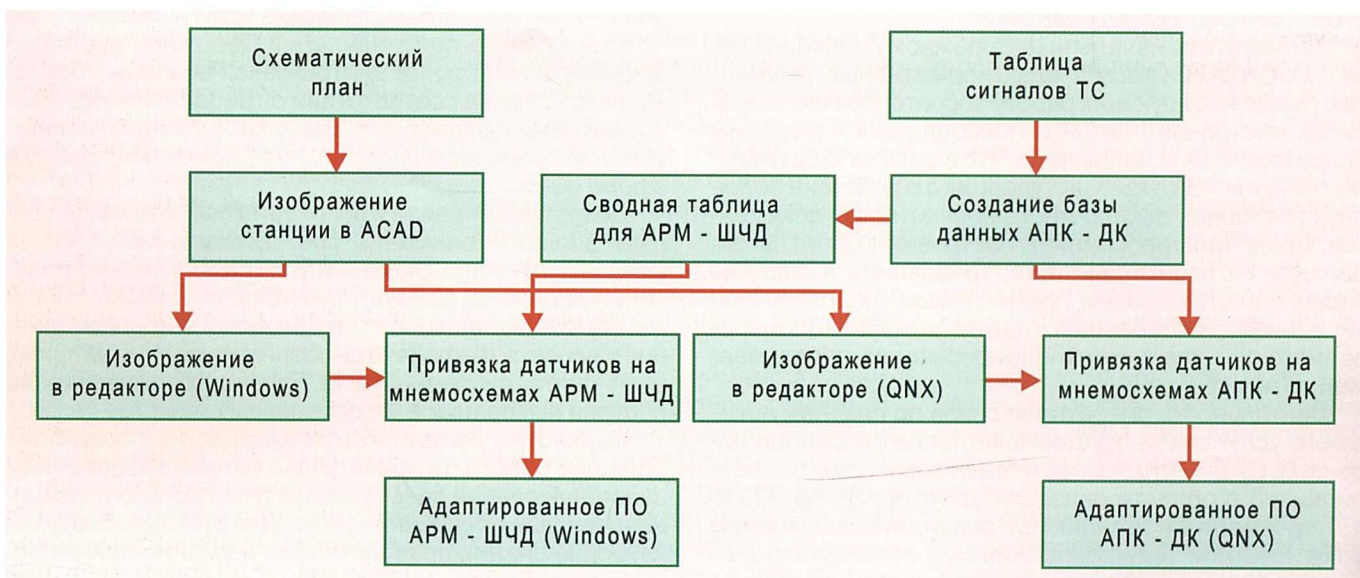 Схематический
план
Таблица
сигналов ТС
Изображение
станции в ACAD
Сводная таблица
для АРМ - ШЧД
Создание базы
данных АПК - ДК
Изображение
в редакторе (Windows)
Привязка датчиков на
мнемосхемах АРМ - ШЧД
Изображение
в редакторе (QNX)
Привязка датчиков на
мнемосхемах АПК - ДК
Адаптированное ПО
АРМ - ШЧД (Windows)
Адаптированное ПО
АПК - ДК (QNX)